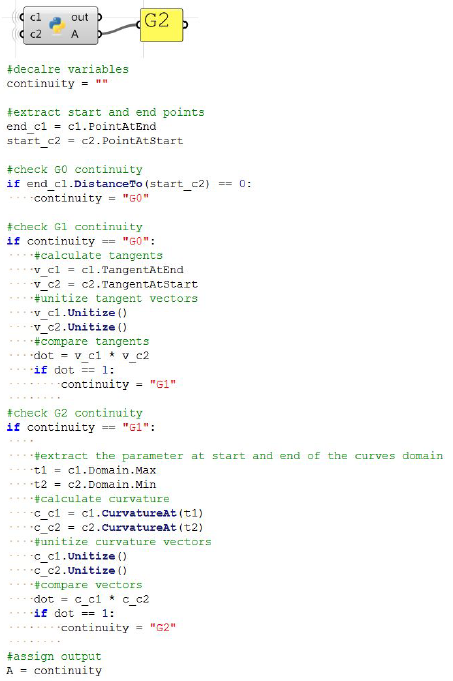 c1 out
c2 A
G2
#decalre variables
continuity = ""
#extract start and end points
end_c1 = c1.PointAtEnd
start_c2 = c2.PointAtStart
#check G0 continuity
if end_c1.DistanceTo(start_c2) == 0:
continuity = "G0"
#check G1 continuity
if continuity == "G0":
#calculate tangents
v_c1 = c1.TangentAtEnd
v_c2 = c2.TangentAtStart
#unitize tangent vectors
v_c1.Unitize()
v_c2.Unitize()
#compare tangents
dot = v_c1 * v_c2
if dot == 1:
continuity = "G1"
#check G2 continuity
if continuity == "G1":
#extract the parameter at start and end of the curves domain
t1 = c1.Domain.Max
t2 = c2.Domain.Min
#calculate curvature
c_c1 = c1.CurvatureAt(t1)
c_c2 = c2.CurvatureAt(t2)
#unitize curvature vectors
c_c1.Unitize()
c_c2.Unitize()
#compare vectors
dot = c_c1 * c_c2
if dot == 1:
continuity = "G2"
#assign output
A = continuity